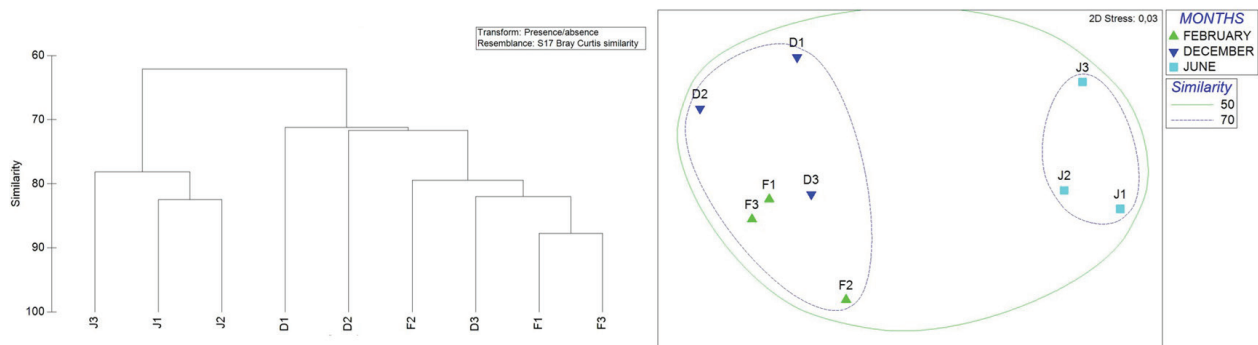 Transform: Presence/absence
Resemblance: S17 Bray Curtis similarity
Similarity
60
70
80
90
100
J3 J1 J2 D1 D2 F2 D3 F1 F3
2D Stress: 0,03
D1
D2
J3
F1
D3
F3
J2
J1
F2
MONTHS
FEBRUARY
DECEMBER
JUNE
Similarity
50
70